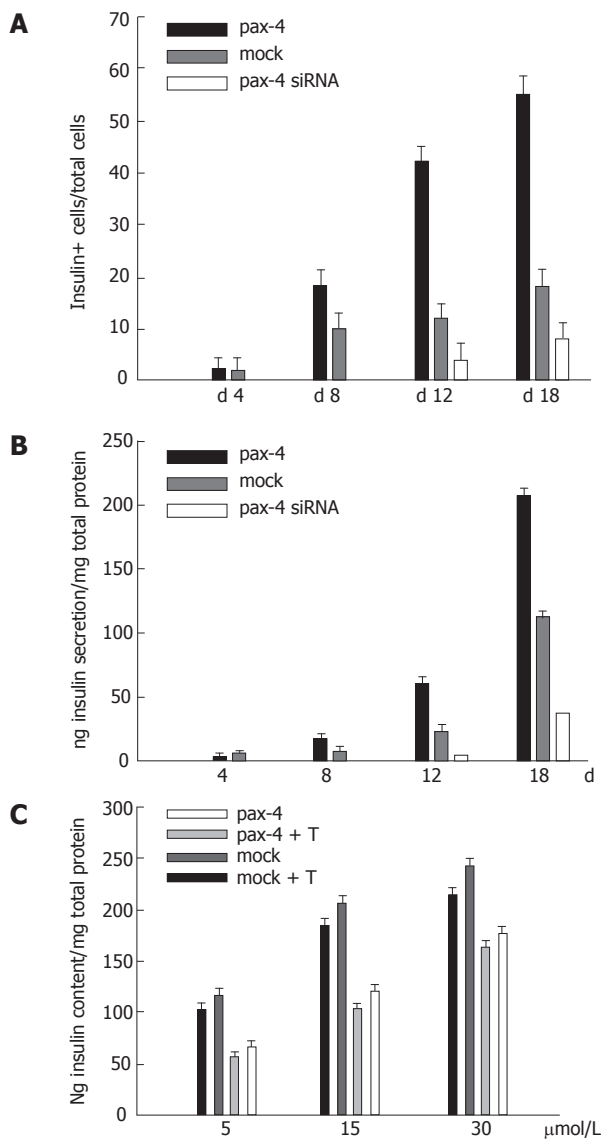 A
Insulin+ cells/total cells
70
60
50
40
30
20
10
0
pax-4
mock
pax-4 siRNA
d 4 d 8 d 12 d 18
B
ng insulin secretion/mg total protein
250
200
150
100
50
0
pax-4
mock
pax-4 siRNA
4 8 12 18 d
C
Ng insulin content/mg total protein
300
250
200
150
100
50
0
pax-4
pax-4 + T
mock
mock + T
5 15 30 μmol/L